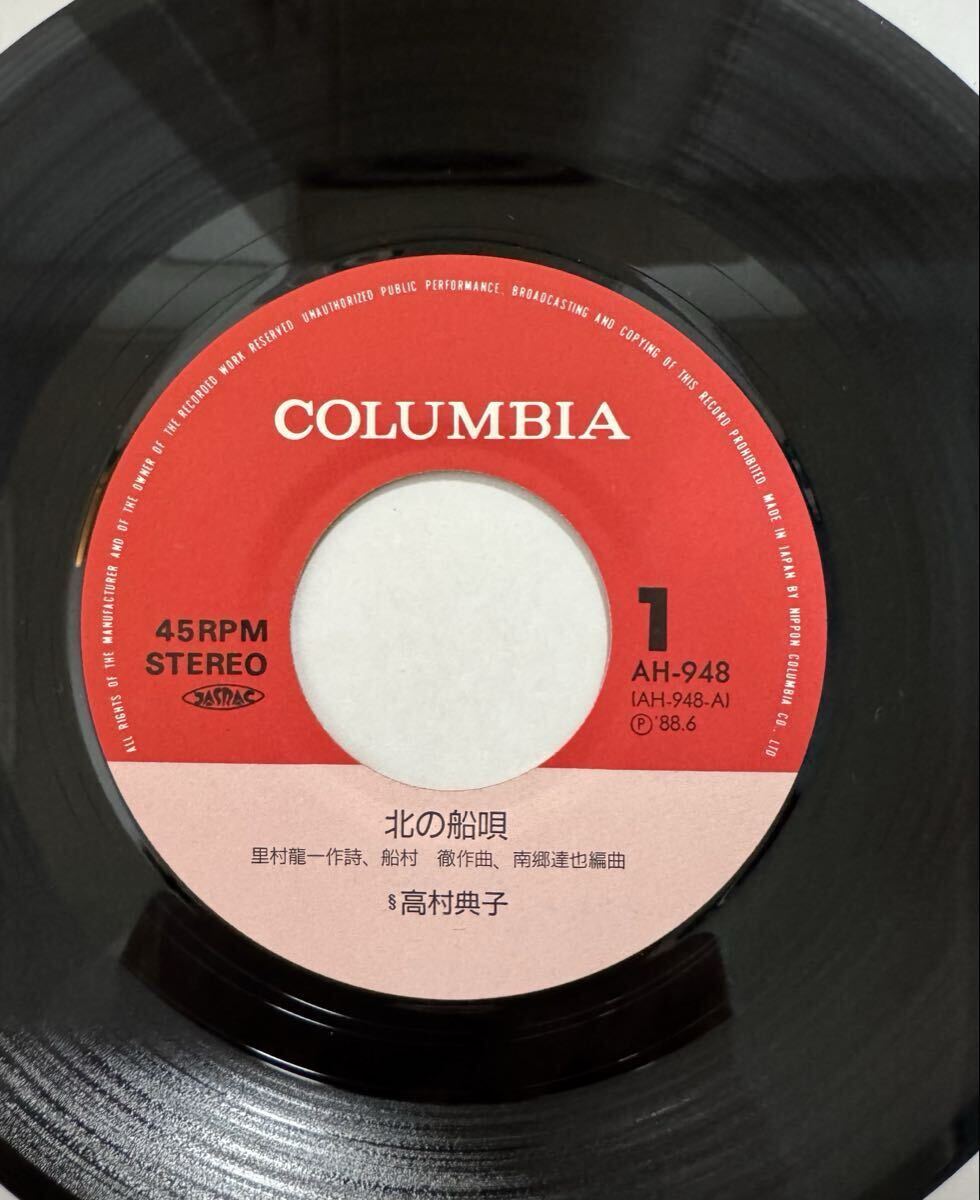 ALL RIGHTS OF THE MANUFACTURER AND OF THE OWNER OF THE RECORDED WORK RESERVED UNAUTHORIZED PUBLIC PERFORMANCE. BROADCASTING AND COPYING OF THIS RECORD PROHIBITED. MADE IN JAPAN BY NIPPON COLUMBIA CO., LTD
COLUMBIA
45RPM
STEREO
JASRAC
1
AH-948
(AH-948-A)
Ⓟ'88.6
北の船唄
里村龍一作詩、船村 徹作曲、南郷達也編曲
§高村典子